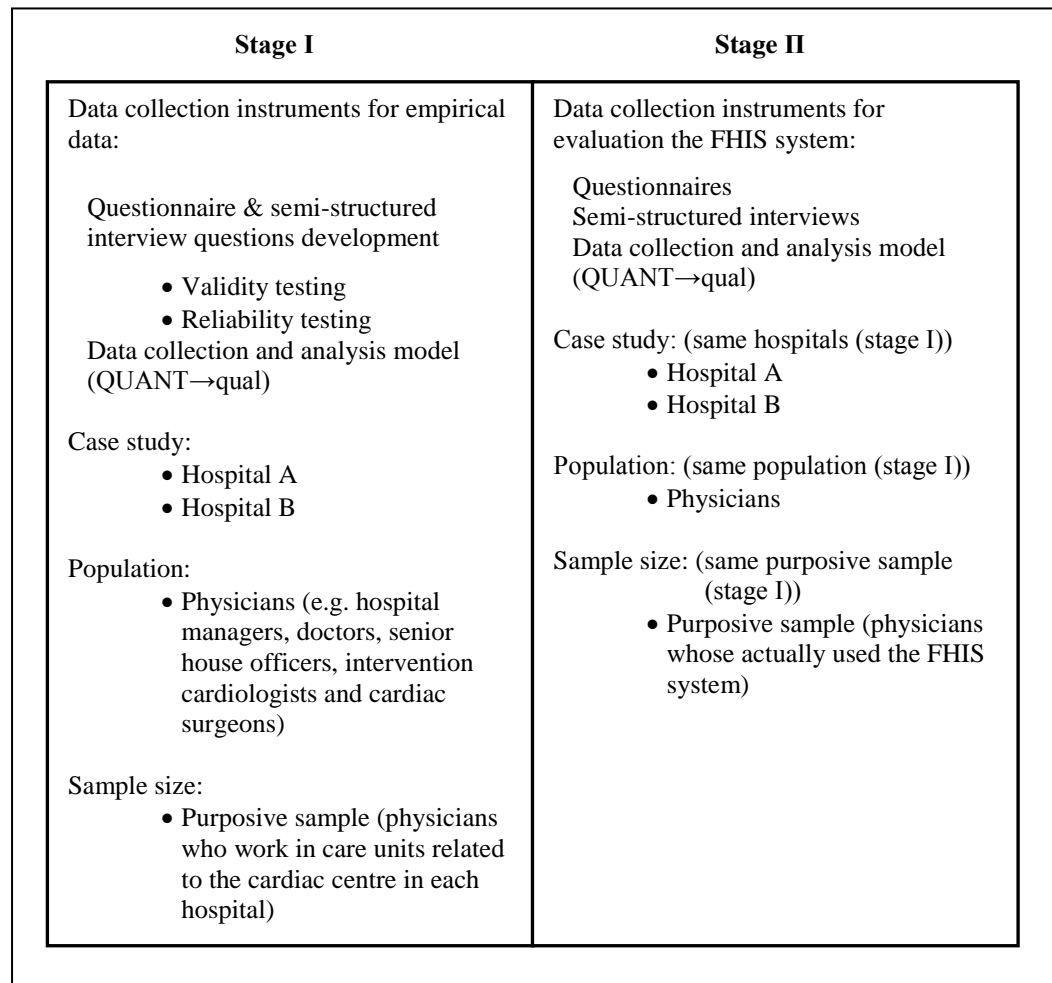 Stage I
Data collection instruments for empirical
data:
Questionnaire & semi-structured
interview questions development
• Validity testing
• Reliability testing
Data collection and analysis model
(QUANT→qual)
Case study:
• Hospital A
• Hospital B
Population:
• Physicians (e.g. hospital
managers, doctors, senior
house officers, intervention
cardiologists and cardiac
surgeons)
Sample size:
• Purposive sample (physicians
who work in care units related
to the cardiac centre in each
hospital)
Stage Π
Data collection instruments for
evaluation the FHIS system:
Questionnaires
Semi-structured interviews
Data collection and analysis model
(QUANT→qual)
Case study: (same hospitals (stage I))
• Hospital A
• Hospital B
Population: (same population (stage I))
• Physicians
Sample size: (same purposive sample
(stage I))
• Purposive sample (physicians
whose actually used the FHIS
system)